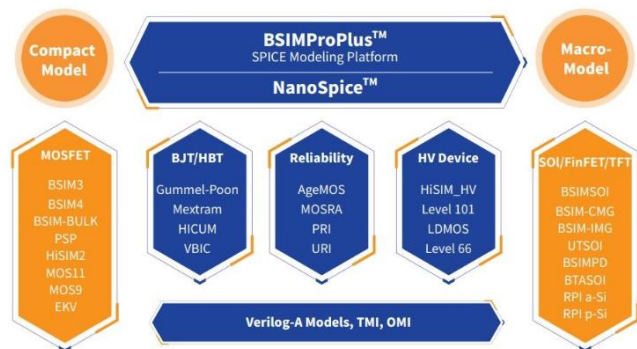 Compact
Model
BSIMProPlus™
SPICE Modeling Platform
NanoSpice™
Macro-
Model
MOSFET
BSIM3
BSIM4
BSIM-BULK
PSP
HiSIM2
MOS11
MOS9
EKV
BJT/HBT
Gummel-Poon
Mextram
HICUM
VBIC
Reliability
AgeMOS
MOSRA
PRI
URI
HV Device
HiSIM_HV
Level 101
LDMOS
Level 66
SOI/FinFET/TFT
BSIMSOI
BSIM-CMG
BSIM-IMG
UTSOI
BSIMPD
BTASOI
RPI a-Si
RPI p-Si
Verilog-A Models, TMI, OMI